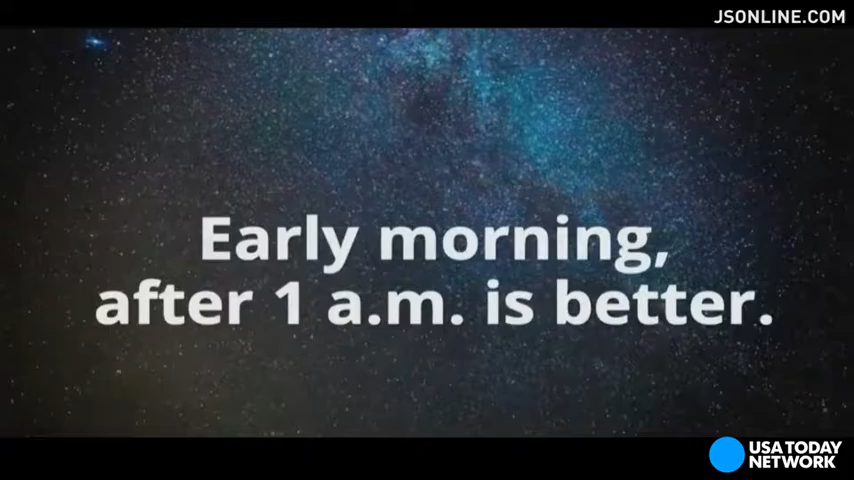 JSONLINE.COM
Early morning,
after 1 a.m. is better.
USA TODAY
NETWORK